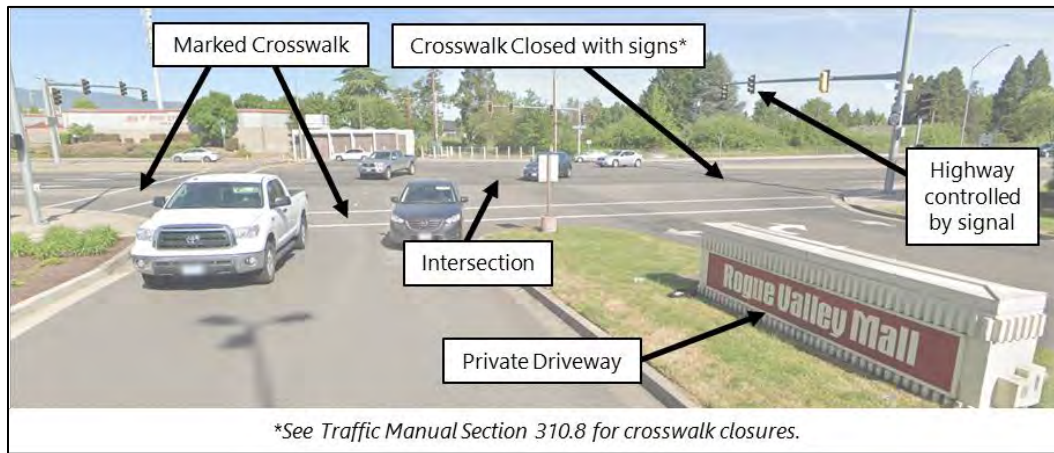 Marked Crosswalk
Crosswalk Closed with signs*
Highway
controlled
by signal
Intersection
Rogue Valley Mall
Private Driveway
*See Traffic Manual Section 310.8 for crosswalk closures.